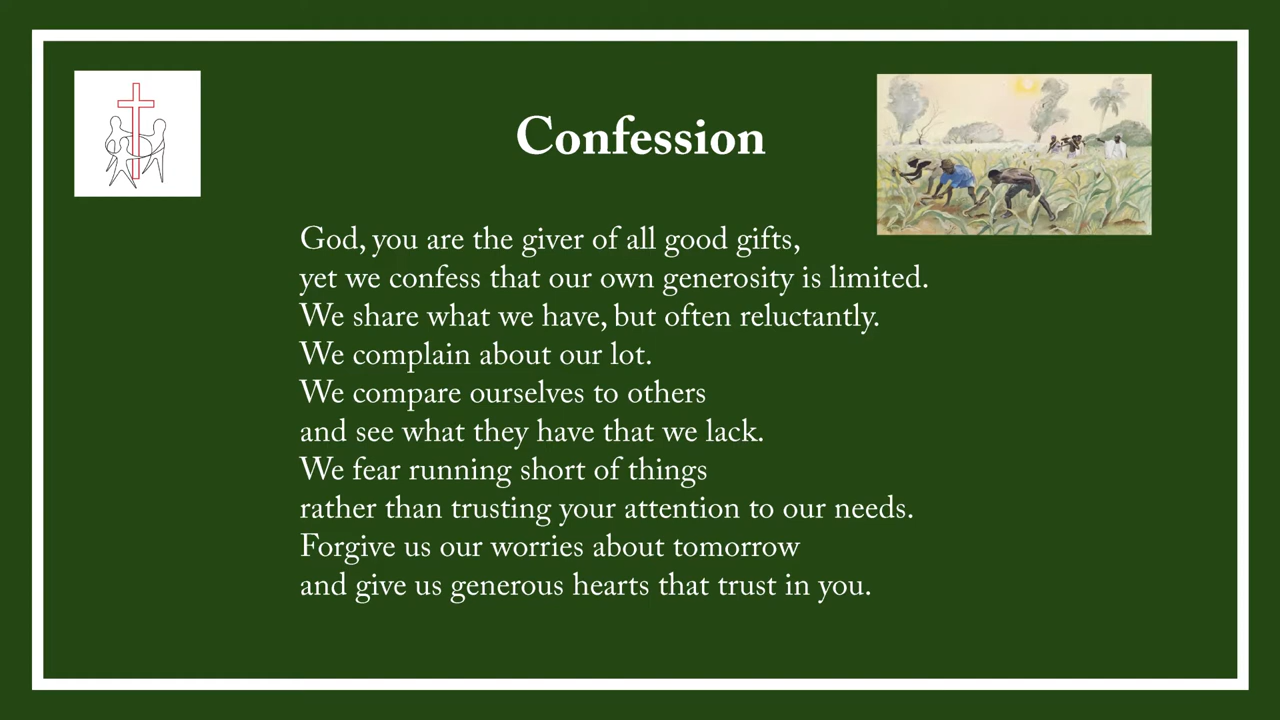 Confession
God, you are the giver of all good gifts,
yet we confess that our own generosity is limited.
We share what we have, but often reluctantly.
We complain about our lot.
We compare ourselves to others
and see what they have that we lack.
We fear running short of things
rather than trusting your attention to our needs.
Forgive us our worries about tomorrow
and give us generous hearts that trust in you.